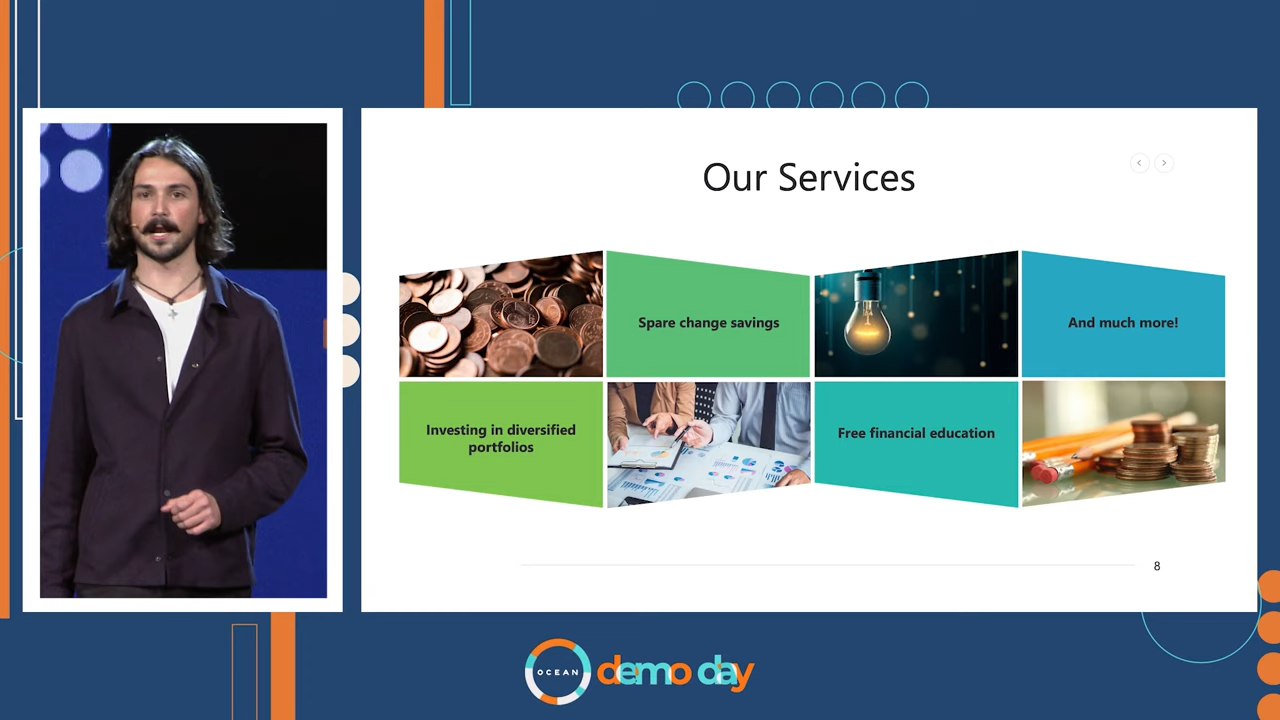 Our Services
Spare change savings
And much more!
Investing in diversified
portfolios
Free financial education
8
OCEAN
demo day